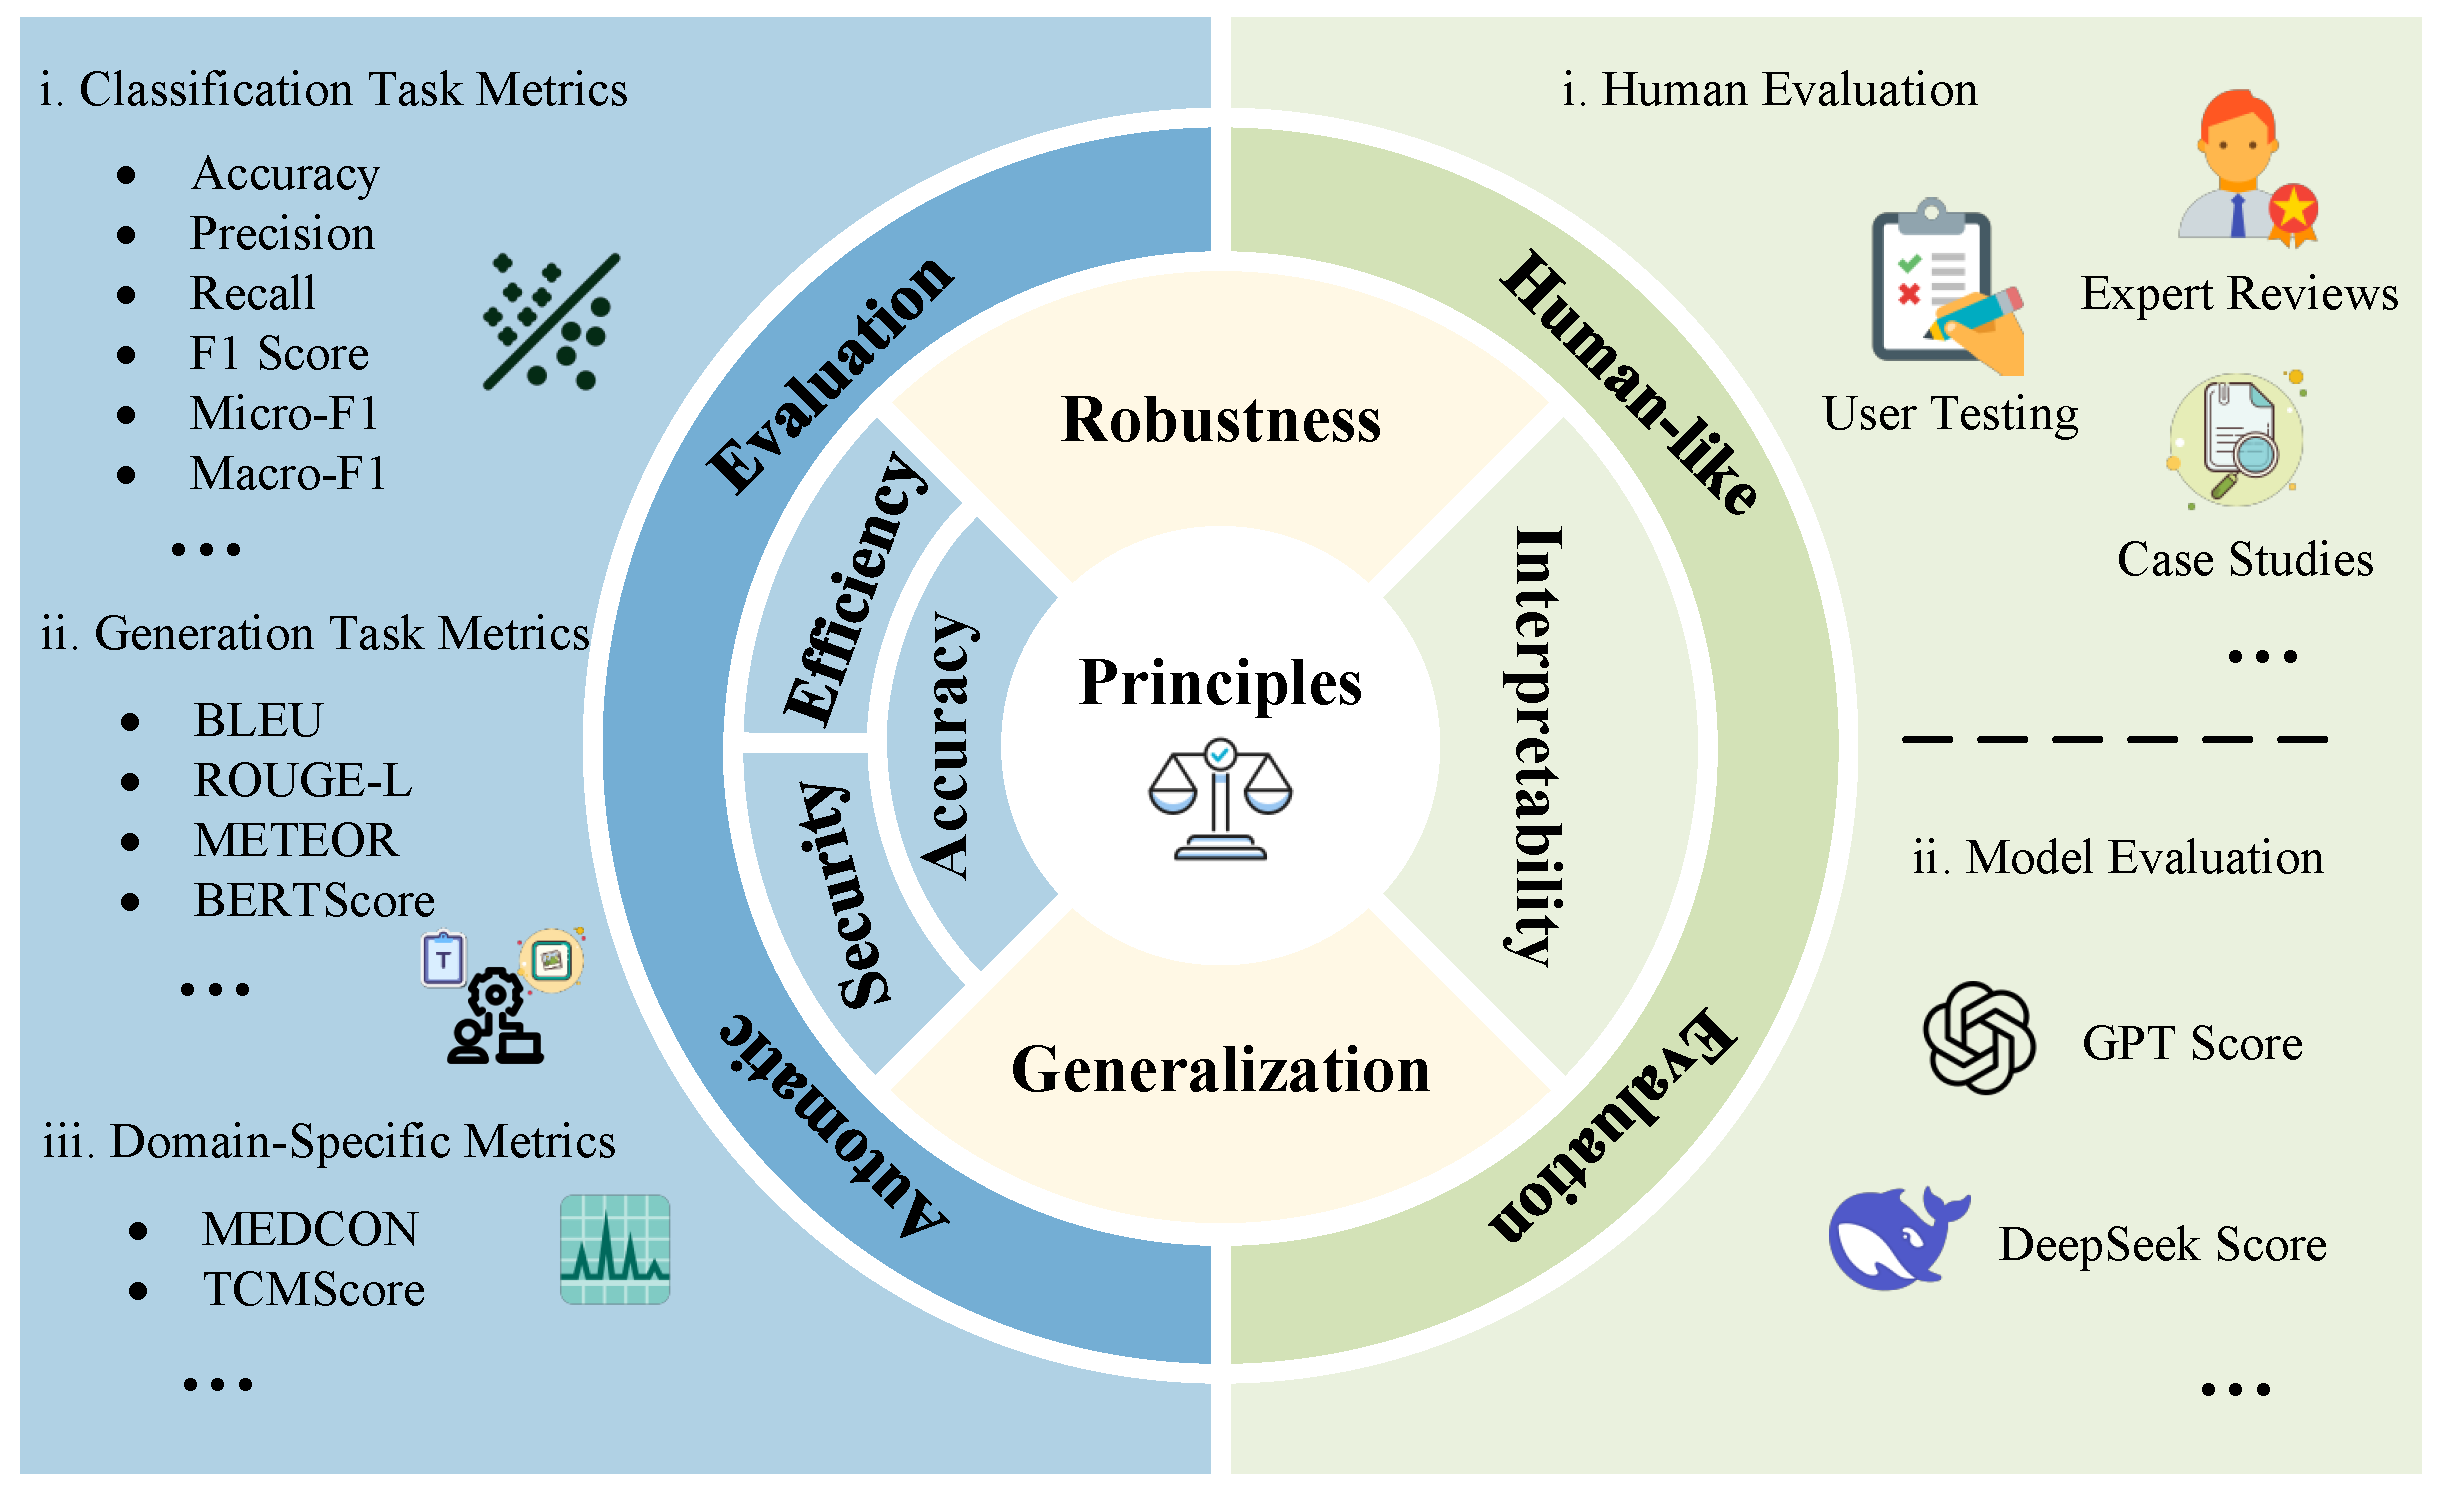 i. Classification Task Metrics
• Accuracy
• Precision
• Recall
• F1 Score
• Micro-F1
• Macro-F1
...
ii. Generation Task Metrics
• BLEU
• ROUGE-L
• METEOR
• BERTScore
...
T
iii. Domain-Specific Metrics
• MEDCON
• TCMScore
...
Automatic Evaluation
Efficiency
Security
Accuracy
Robustness
Principles
Generalization
Interpretability
Human-like Evaluation
i. Human Evaluation
Expert Reviews
User Testing
Case Studies
...
ii. Model Evaluation
GPT Score
DeepSeek Score
...